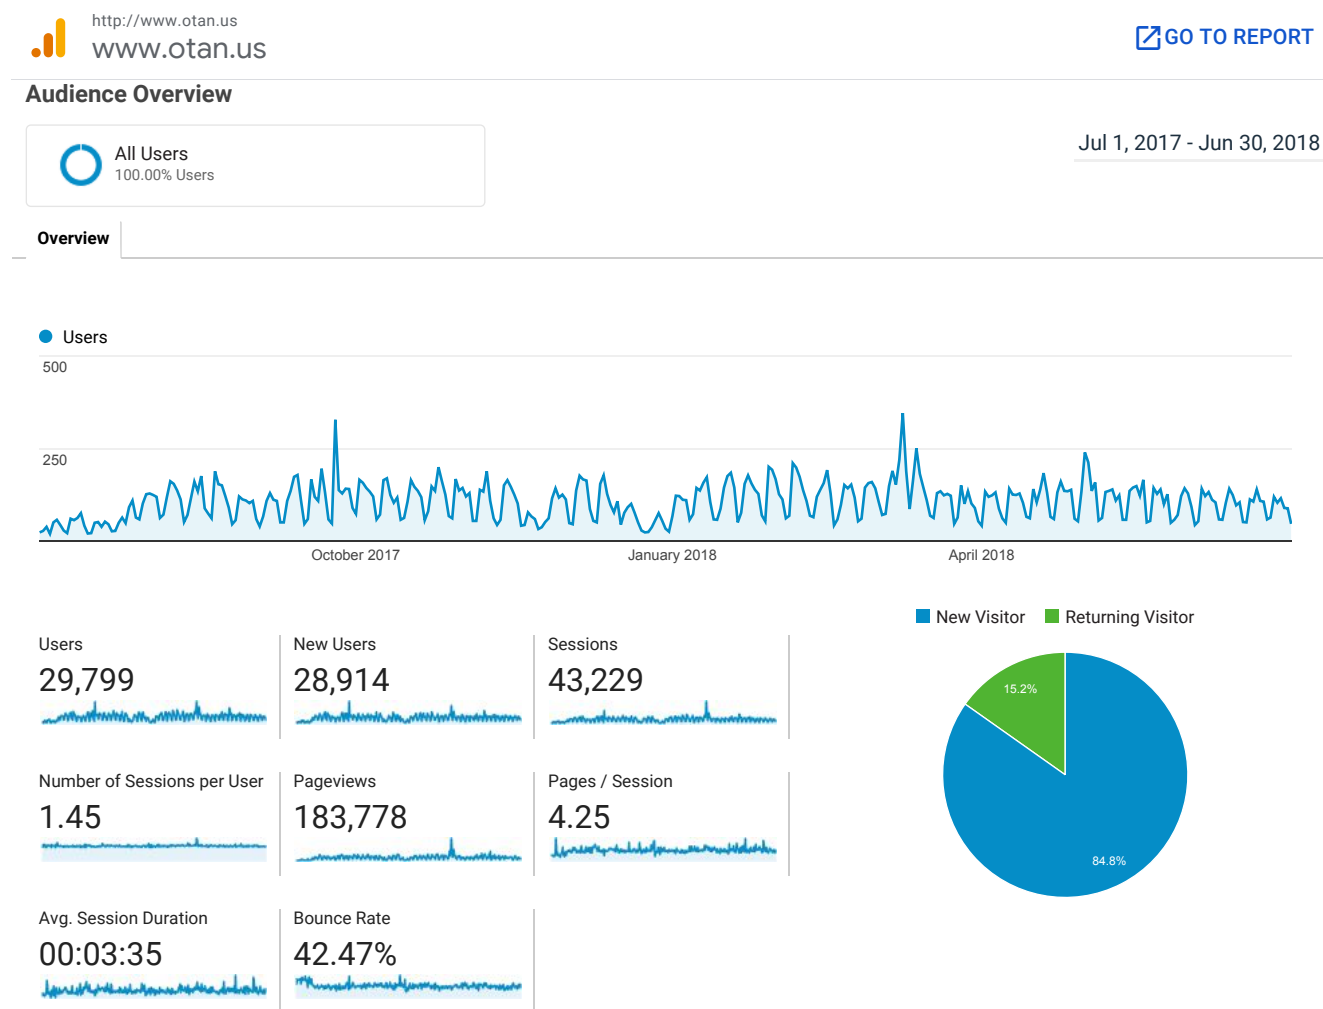 http://www.otan.us
www.otan.us
GO TO REPORT
Audience Overview
All Users
100.00% Users
Jul 1, 2017 - Jun 30, 2018
Overview
Users
500
250
October 2017
January 2018
April 2018
New Visitor
Returning Visitor
15.2%
84.8%
Users
29,799
New Users
28,914
Sessions
43,229
Number of Sessions per User
1.45
Pageviews
183,778
Pages / Session
4.25
Avg. Session Duration
00:03:35
Bounce Rate
42.47%